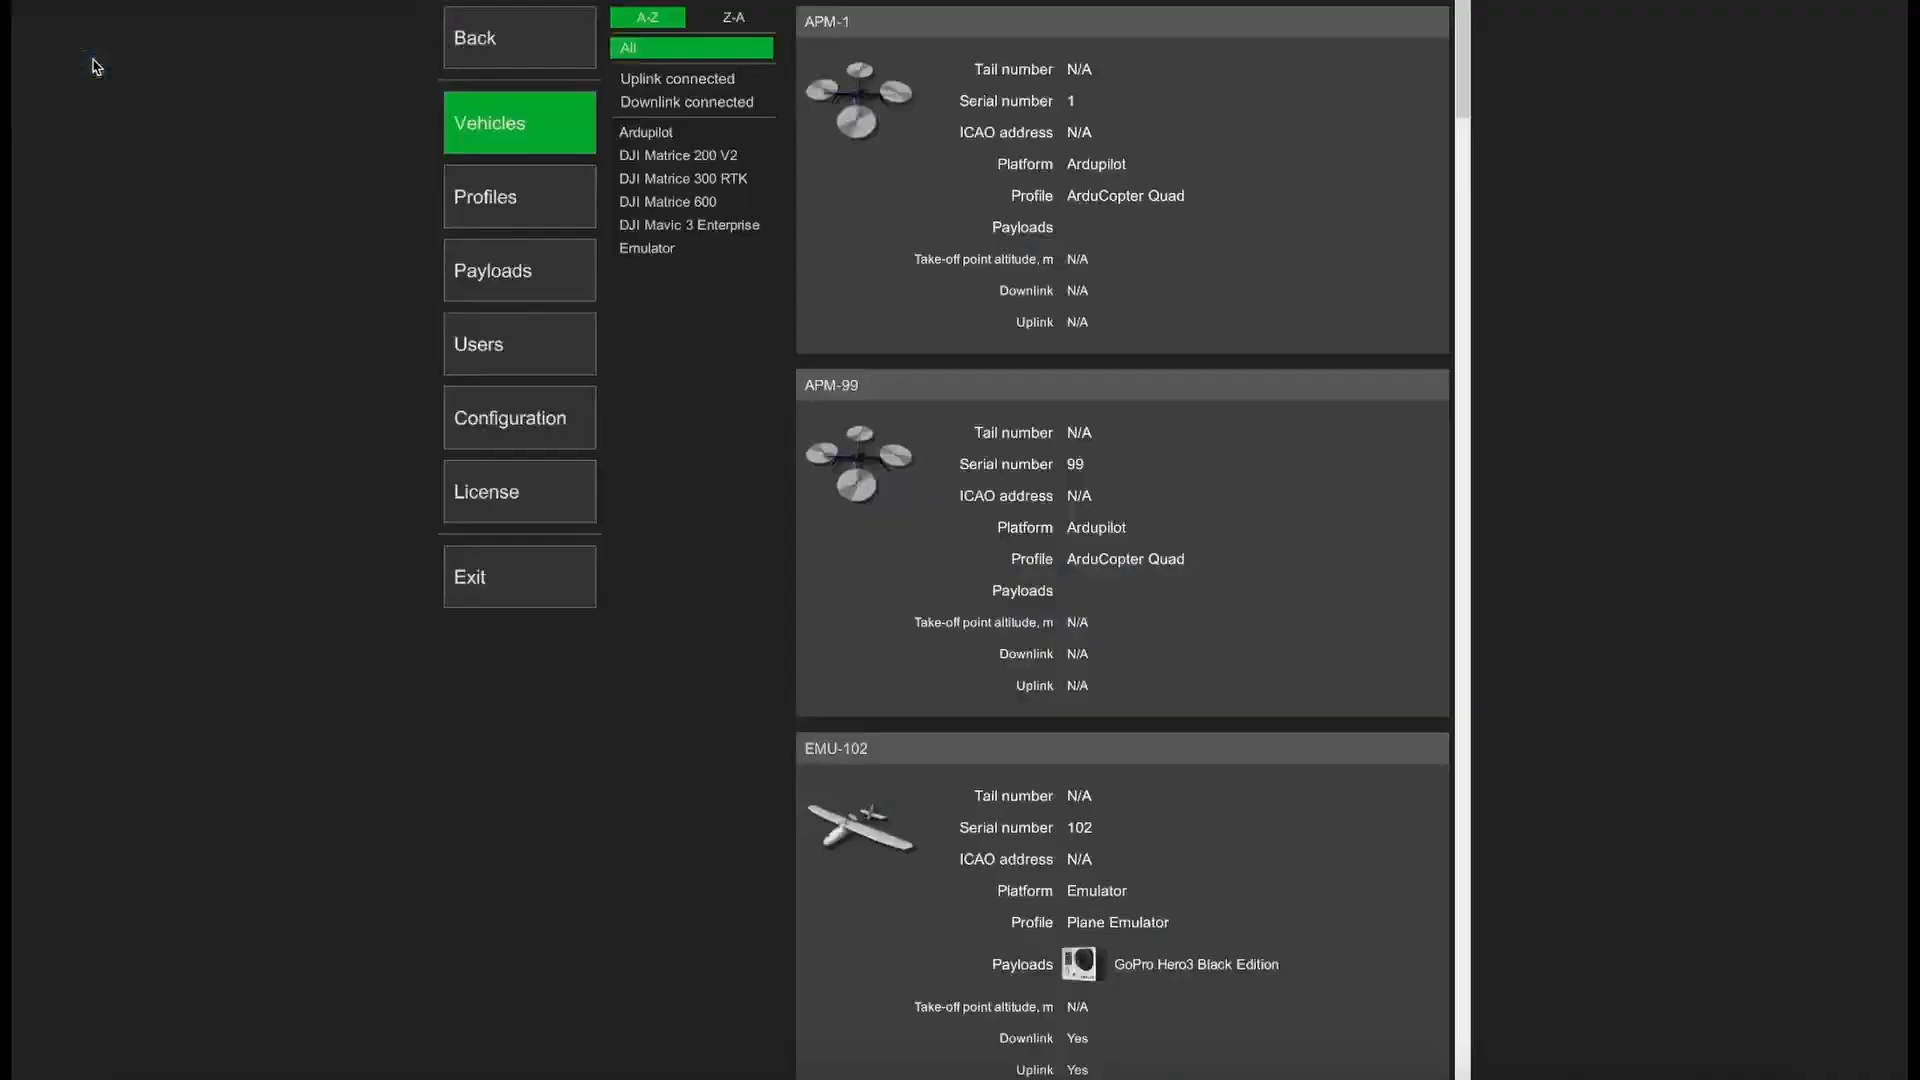 Back
Vehicles
Profiles
Payloads
Users
Configuration
License
Exit
A-Z Z-A
All
Uplink connected
Downlink connected
Ardupilot
DJI Matrice 200 V2
DJI Matrice 300 RTK
DJI Matrice 600
DJI Mavic 3 Enterprise
Emulator
APM-1
Tail number N/A
Serial number 1
ICAO address N/A
Platform Ardupilot
Profile ArduCopter Quad
Payloads
Take-off point altitude, m N/A
Downlink N/A
Uplink N/A
APM-99
Tail number N/A
Serial number 99
ICAO address N/A
Platform Ardupilot
Profile ArduCopter Quad
Payloads
Take-off point altitude, m N/A
Downlink N/A
Uplink N/A
EMU-102
Tail number N/A
Serial number 102
ICAO address N/A
Platform Emulator
Profile Plane Emulator
Payloads GoPro Hero3 Black Edition
Take-off point altitude, m N/A
Downlink Yes
Uplink Yes